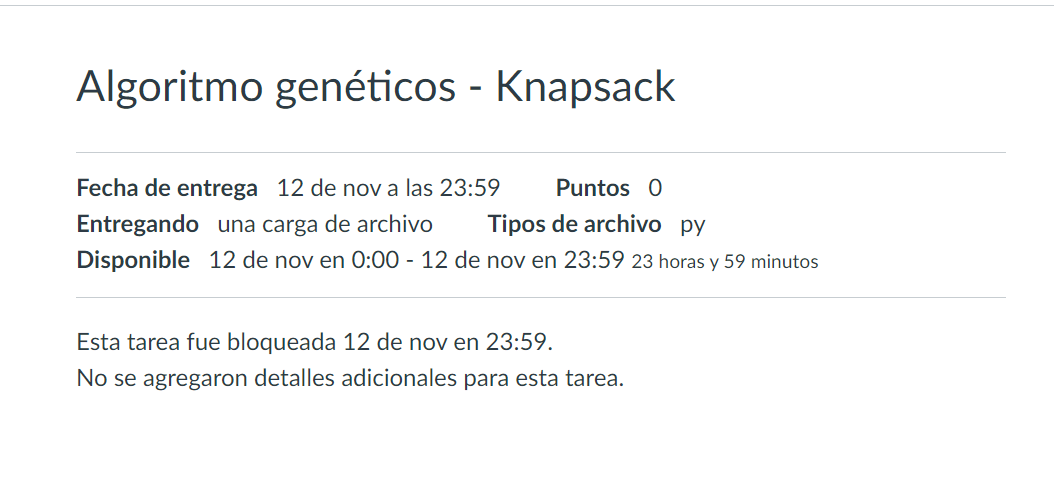 Algoritmo genéticos - Knapsack
Fecha de entrega 12 de nov a las 23:59 Puntos 0
Entregando una carga de archivo Tipos de archivo py
Disponible 12 de nov en 0:00 - 12 de nov en 23:59 23 horas y 59 minutos
Esta tarea fue bloqueada 12 de nov en 23:59.
No se agregaron detalles adicionales para esta tarea.